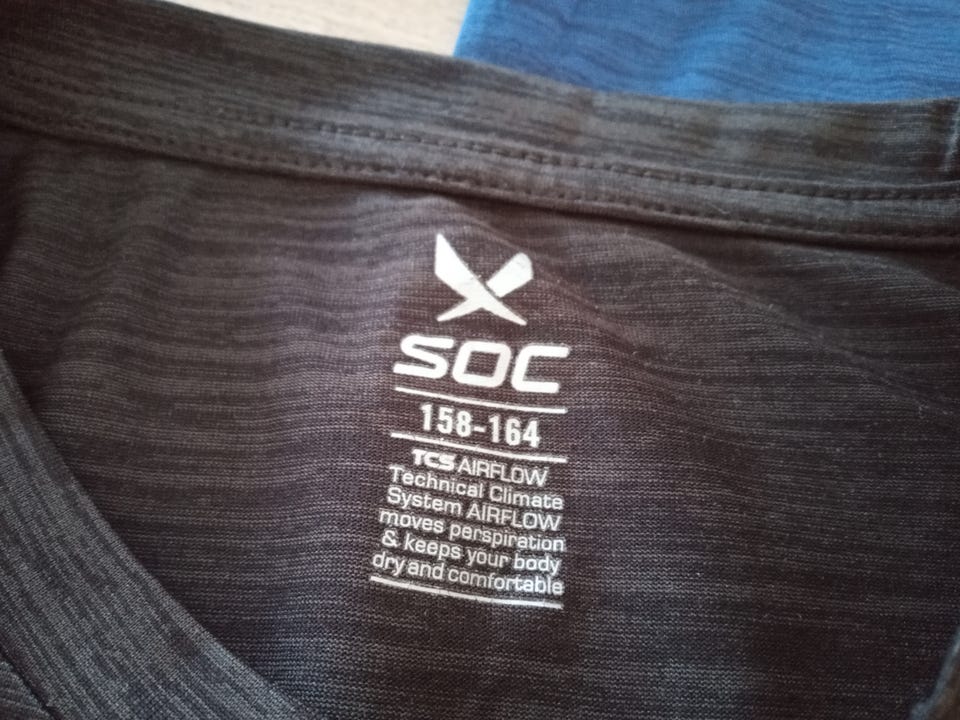 SOC
158-164
TCS AIRFLOW
Technical Climate
System AIRFLOW
moves perspiration
& keeps your body
dry and comfortable